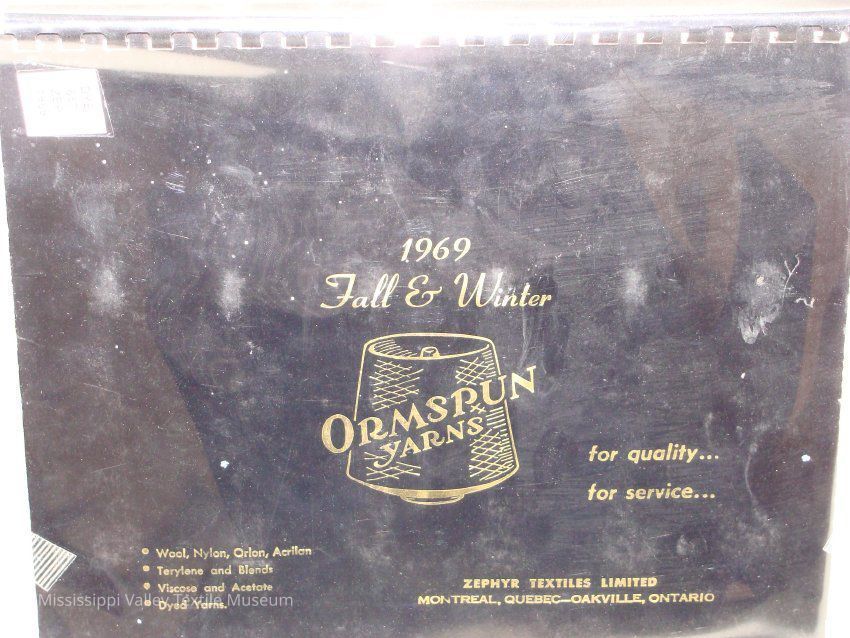 1969
Fall & Winter
ORMSPUN
YARNS
for quality...
for service...
• Wool, Nylon, Orlon, Acrilan
• Terylene and Blends
• Viscose and Acetate
• Dyed Yarns.
ZEPHYR TEXTILES LIMITED
MONTREAL, QUEBEC—OAKVILLE, ONTARIO
Mississippi Valley Textile Museum